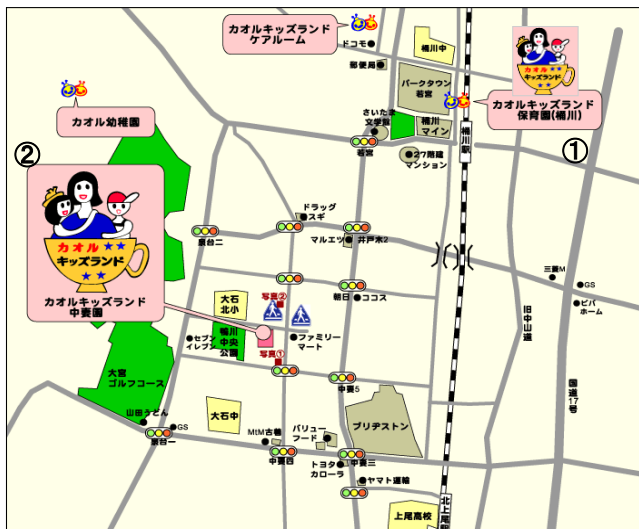 カオルキッズランド
ケアルーム
ドコモ
郵便局
桶川中
パークタウン
若宮
さいたま
文学館
桶川
マイン
若宮
27階建
マンション
桶川駅
カオル
キッズランド
カオルキッズランド
保育園(桶川)
①
カオル幼稚園
②
カオル
キッズランド
カオルキッズランド
中妻園
泉台二
ドラッグ
スギ
マルエツ
井戸木2
三菱M
GS
ビバ
ホーム
旧中山道
国道17号
大石
北小
写真②
朝日
ココス
セブン
イレブン
鴨川
中央
公園
写真①
ファミリー
マート
大宮
ゴルフコース
中妻5
山田うどん
GS
泉台一
大石中
MtM古着
バリュー
フード
ブリヂストン
中妻四
トヨタ
カローラ
中妻三
ヤマト運輸
上尾高校
北上尾駅